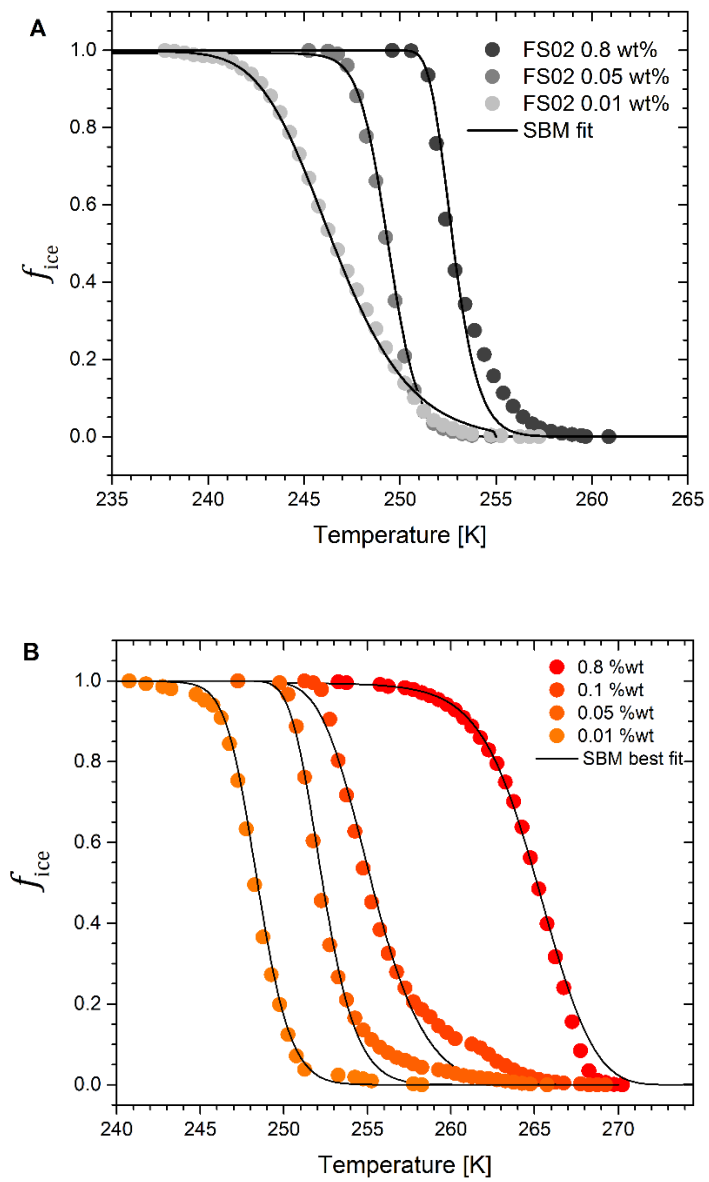 A
1.0
0.8
0.6
0.4
0.2
0.0
fice
FS02 0.8 wt%
FS02 0.05 wt%
FS02 0.01 wt%
SBM fit
235 240 245 250 255 260 265
Temperature [K]
B
1.0
0.8
0.6
0.4
0.2
0.0
fice
0.8 %wt
0.1 %wt
0.05 %wt
0.01 %wt
SBM best fit
240 245 250 255 260 265 270
Temperature [K]